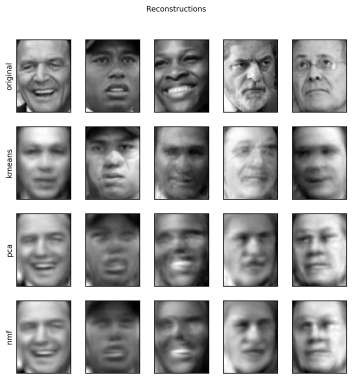 Reconstructions
original
kmeans
pca
nmf